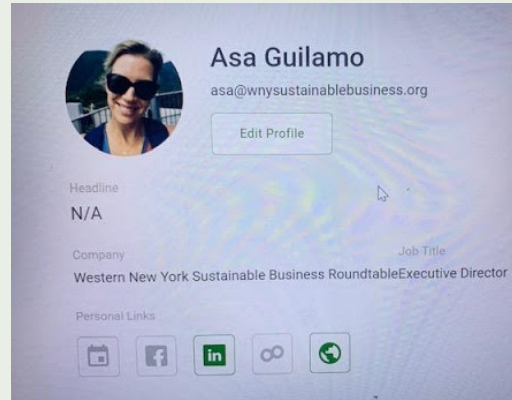 Asa Guilamo
asa@wnysustainablebusiness.org
Edit Profile
Headline
N/A
Company
Job Title
Western New York Sustainable Business RoundtableExecutive Director
Personal Links
in